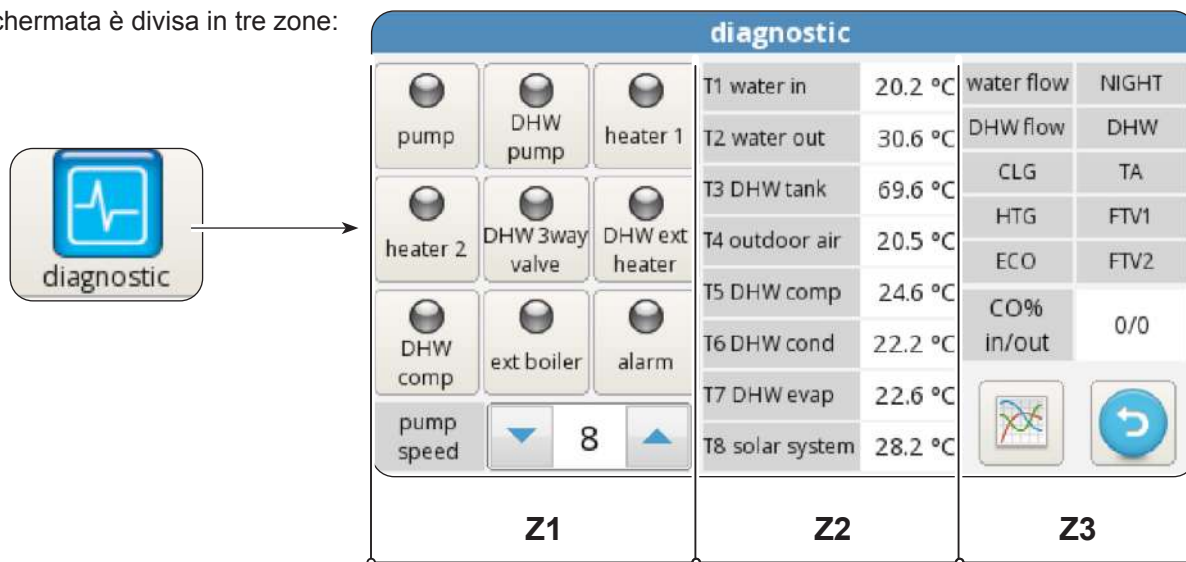 chermata è divisa in tre zone:
diagnostic
diagnostic
pump
DHW
pump
heater 1
heater 2
DHW 3way
valve
DHW ext
heater
DHW
comp
ext boiler
alarm
pump
speed
8
T1 water in 20.2 °C
T2 water out 30.6 °C
T3 DHW tank 69.6 °C
T4 outdoor air 20.5 °C
T5 DHW comp 24.6 °C
T6 DHW cond 22.2 °C
T7 DHW evap 22.6 °C
T8 solar system 28.2 °C
water flow NIGHT
DHW flow DHW
CLG TA
HTG FTV1
ECO FTV2
CO%
in/out
0/0
Z1 Z2 Z3